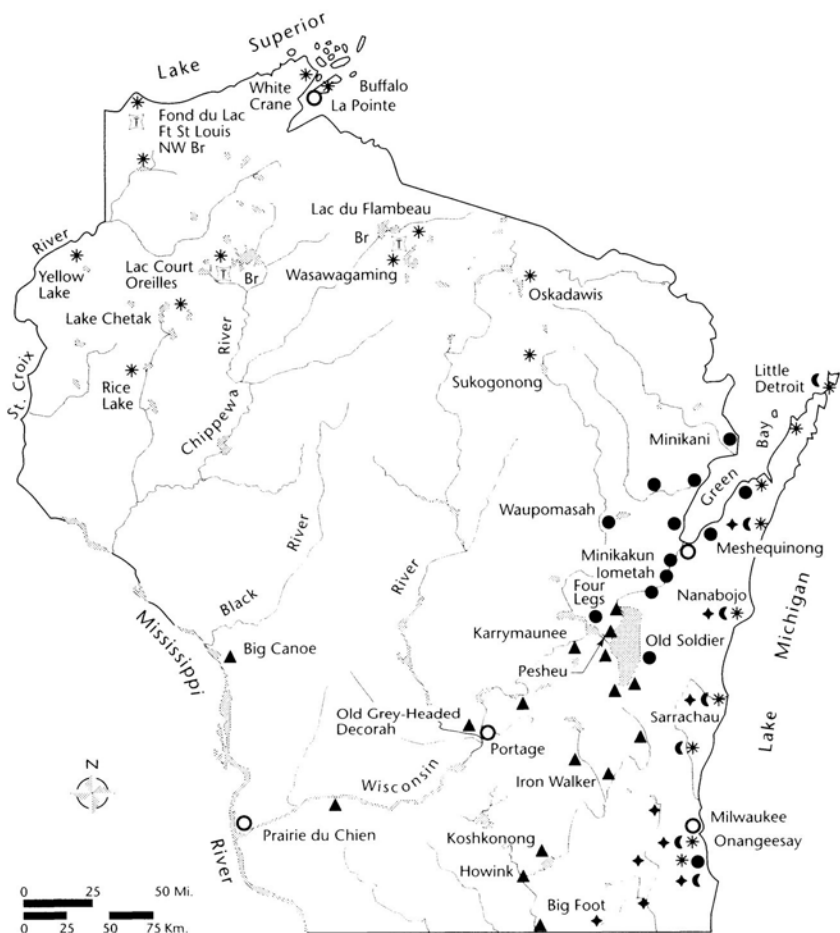 Lake Superior
White
Crane
Buffalo
La Pointe
Fond du Lac
Ft St Louis
NW Br
Lac du Flambeau
Br
T
Wasawagaming
River
Yellow
Lake
Lac Court
Oreilles
T
Br
Lake Chetak
River
Oskadawis
St. Croix
Rice
Lake
Chippewa
Sukogonong
Little
Detroit
Minikani
Green Bay
Waupomasah
Meshequinong
Minikakun
Iometah
Four
Legs
Nanabojo
River
Black
River
Karrymaunee
Old Soldier
Pesheu
Lake Michigan
Mississippi
Big Canoe
Sarrachau
Old Grey-Headed
Decorah
Portage
Iron Walker
Wisconsin
N
Prairie du Chien
River
Milwaukee
Onangeesay
Koshkonong
Howink
Big Foot
0 25 50 Mi.
0 25 50 75 Km.